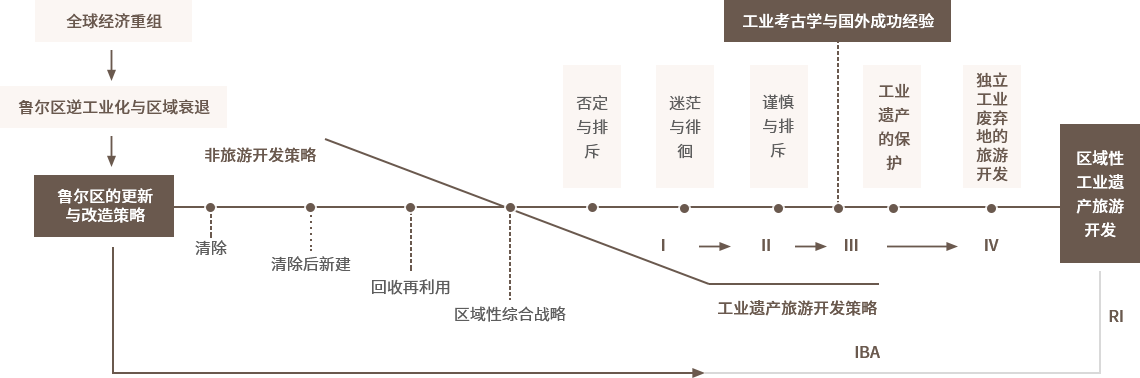 全球经济重组
鲁尔区逆工业化与区域衰退
鲁尔区的更新
与改造策略
非旅游开发策略
清除
清除后新建
回收再利用
区域性综合战略
工业考古学与国外成功经验
否定
与排
斥
迷茫
与徘
徊
谨慎
与排
斥
工业
遗产
的保
护
独立
工业
废弃
地的
旅游
开发
I
II
III
IV
工业遗产旅游开发策略
区域性
工业遗
产旅游
开发
RI
IBA